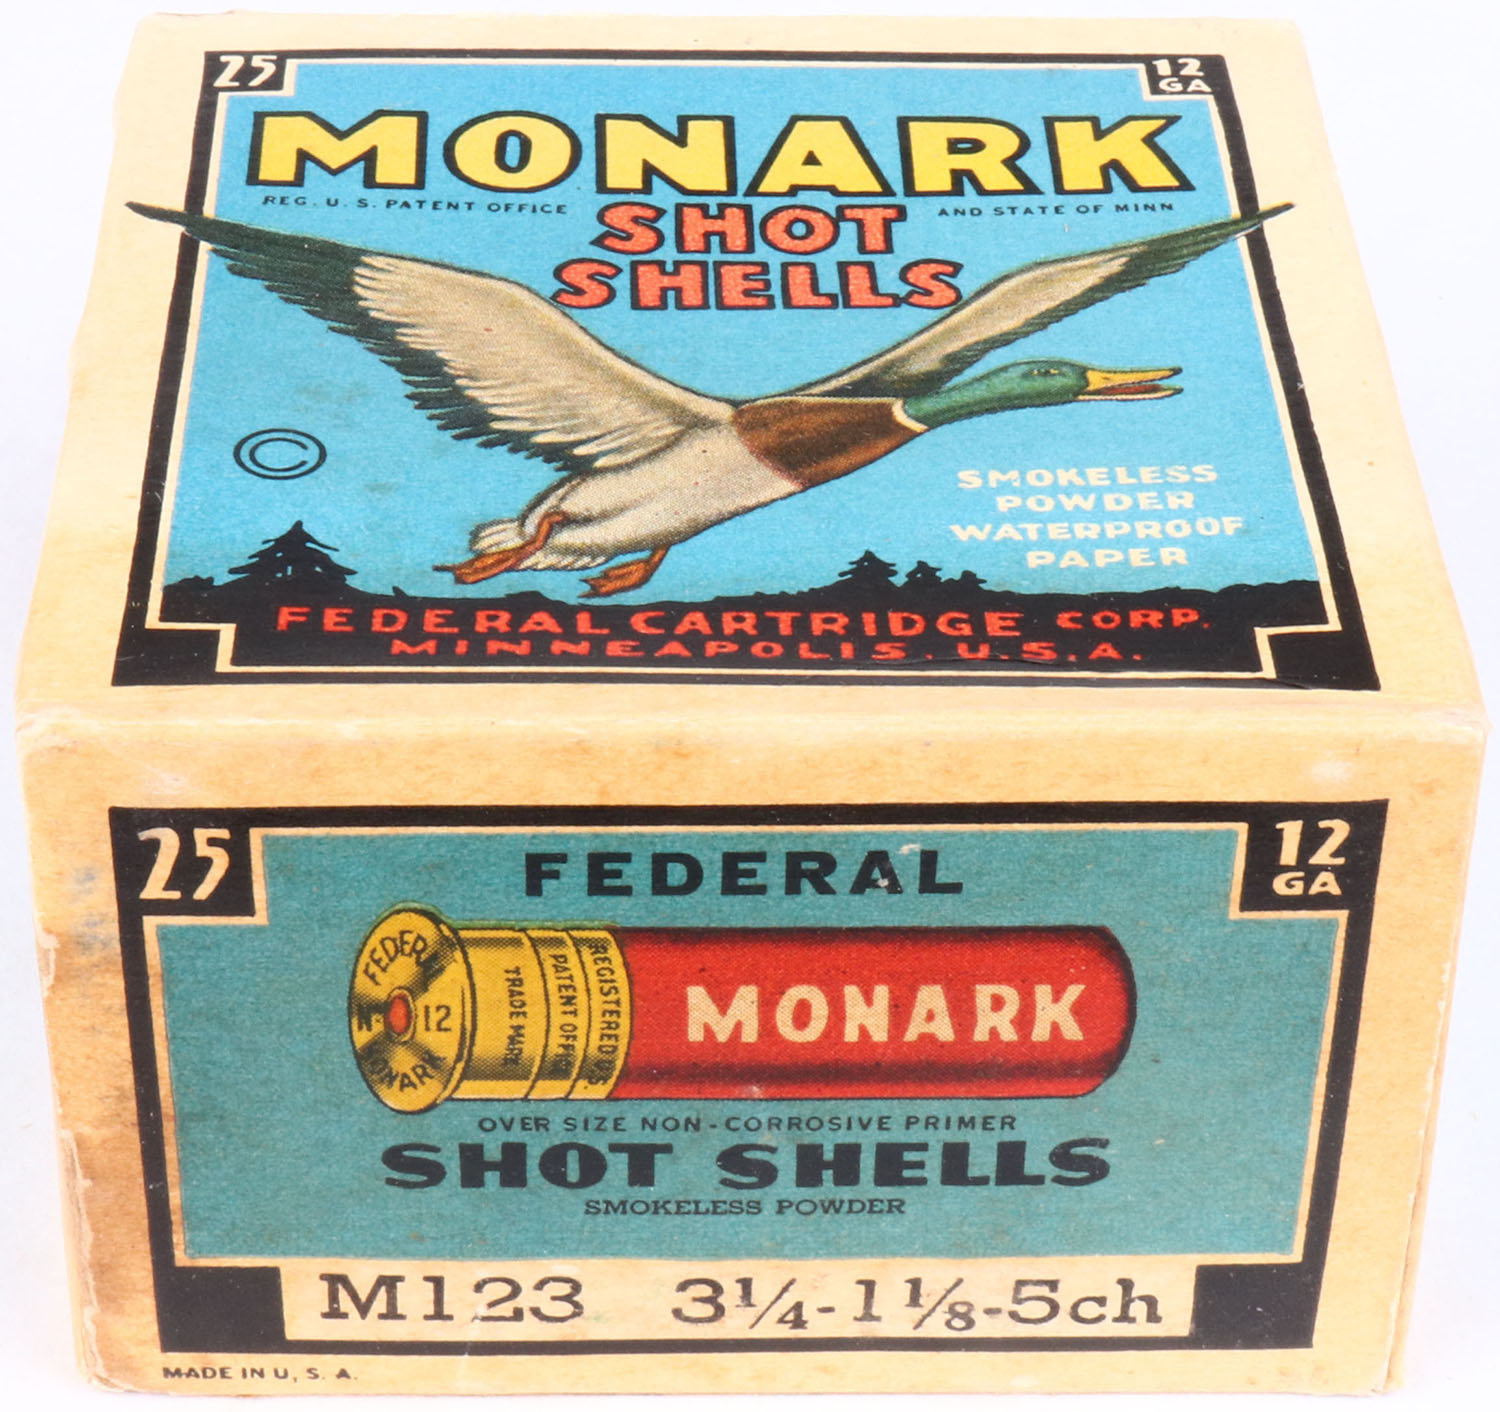 25
12
GA
MONARK
REG. U. S. PATENT OFFICE
AND STATE OF MINN
SHOT
SHELLS
©
SMOKELESS
POWDER
WATERPROOF
PAPER
FEDERAL CARTRIDGE CORP.
MINNEAPOLIS, U.S.A.
25
12
GA
FEDERAL
FEDERAL
No. 12
MONARK
TRADE MARK
PATENT OFFICE
REGISTERED U.S.
MONARK
OVER SIZE NON-CORROSIVE PRIMER
SHOT SHELLS
SMOKELESS POWDER
M123 3¼-1⅛-5ch
MADE IN U. S. A.